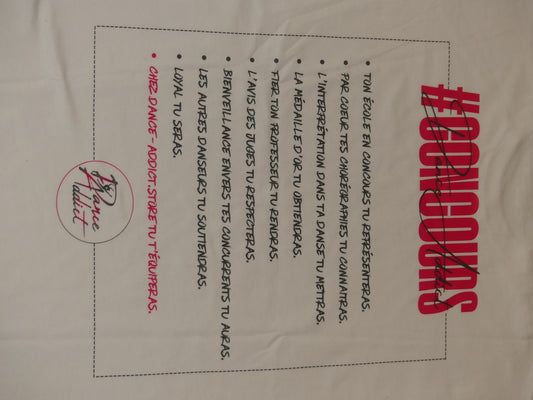 #CONCOURS
Dance Addict
• TON ÉCOLE EN CONCOURS TU REPRÉSENTERAS.
• PAR COEUR TES CHORÉGRAPHIES TU CONNAITRAS.
• L'INTERPRÉTATION DANS TA DANSE TU METTRAS.
• LA MÉDAILLE D'OR TU OBTIENDRAS.
• FIER TON PROFESSEUR TU RENDRAS.
• L'AVIS DES JUGES TU RESPECTERAS.
• BIENVEILLANCE ENVERS TES CONCURRENTS TU AURAS.
• LES AUTRES DANSEURS TU SOUTIENDRAS.
• LOYAL TU SERAS.
• CHEZ DANCE-ADDICT.STORE TU T'ÉQUIPERAS.
Dance
Addict